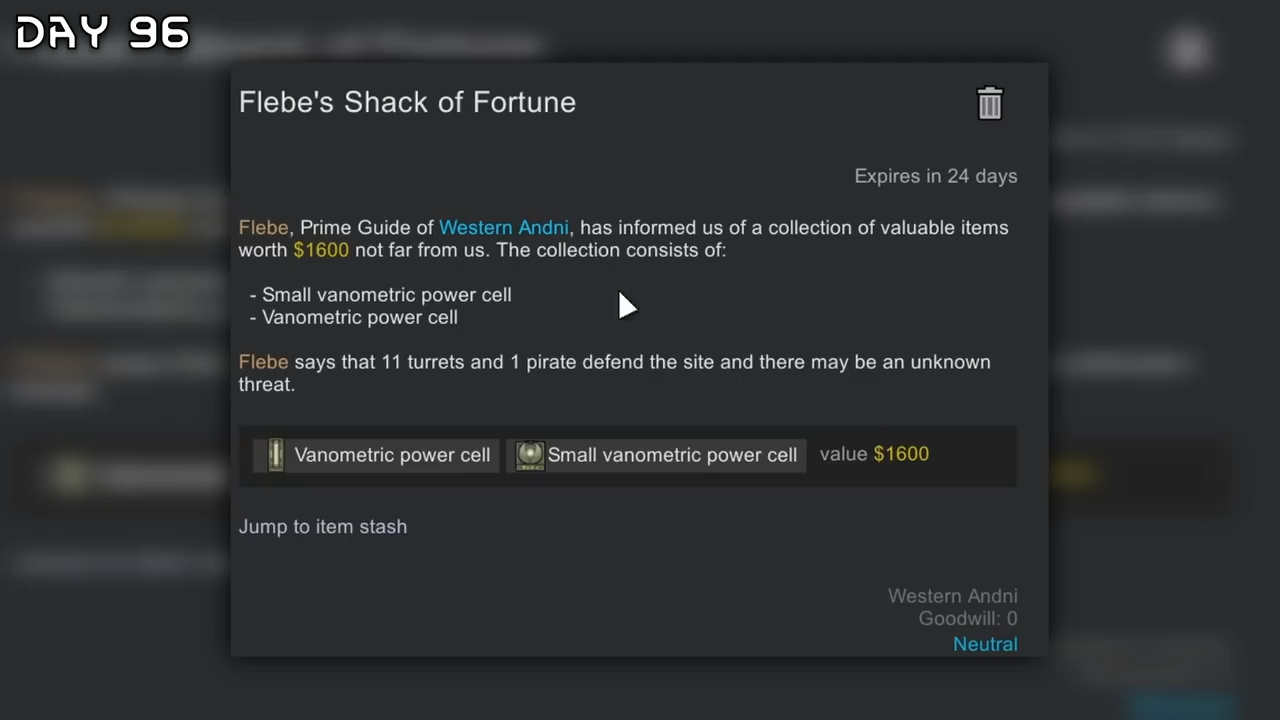 DAY 96
Flebe's Shack of Fortune
Expires in 24 days
Flebe, Prime Guide of Western Andni, has informed us of a collection of valuable items
worth $1600 not far from us. The collection consists of:
- Small vanometric power cell
- Vanometric power cell
Flebe says that 11 turrets and 1 pirate defend the site and there may be an unknown
threat.
Vanometric power cell Small vanometric power cell value $1600
Jump to item stash
Western Andni
Goodwill: 0
Neutral